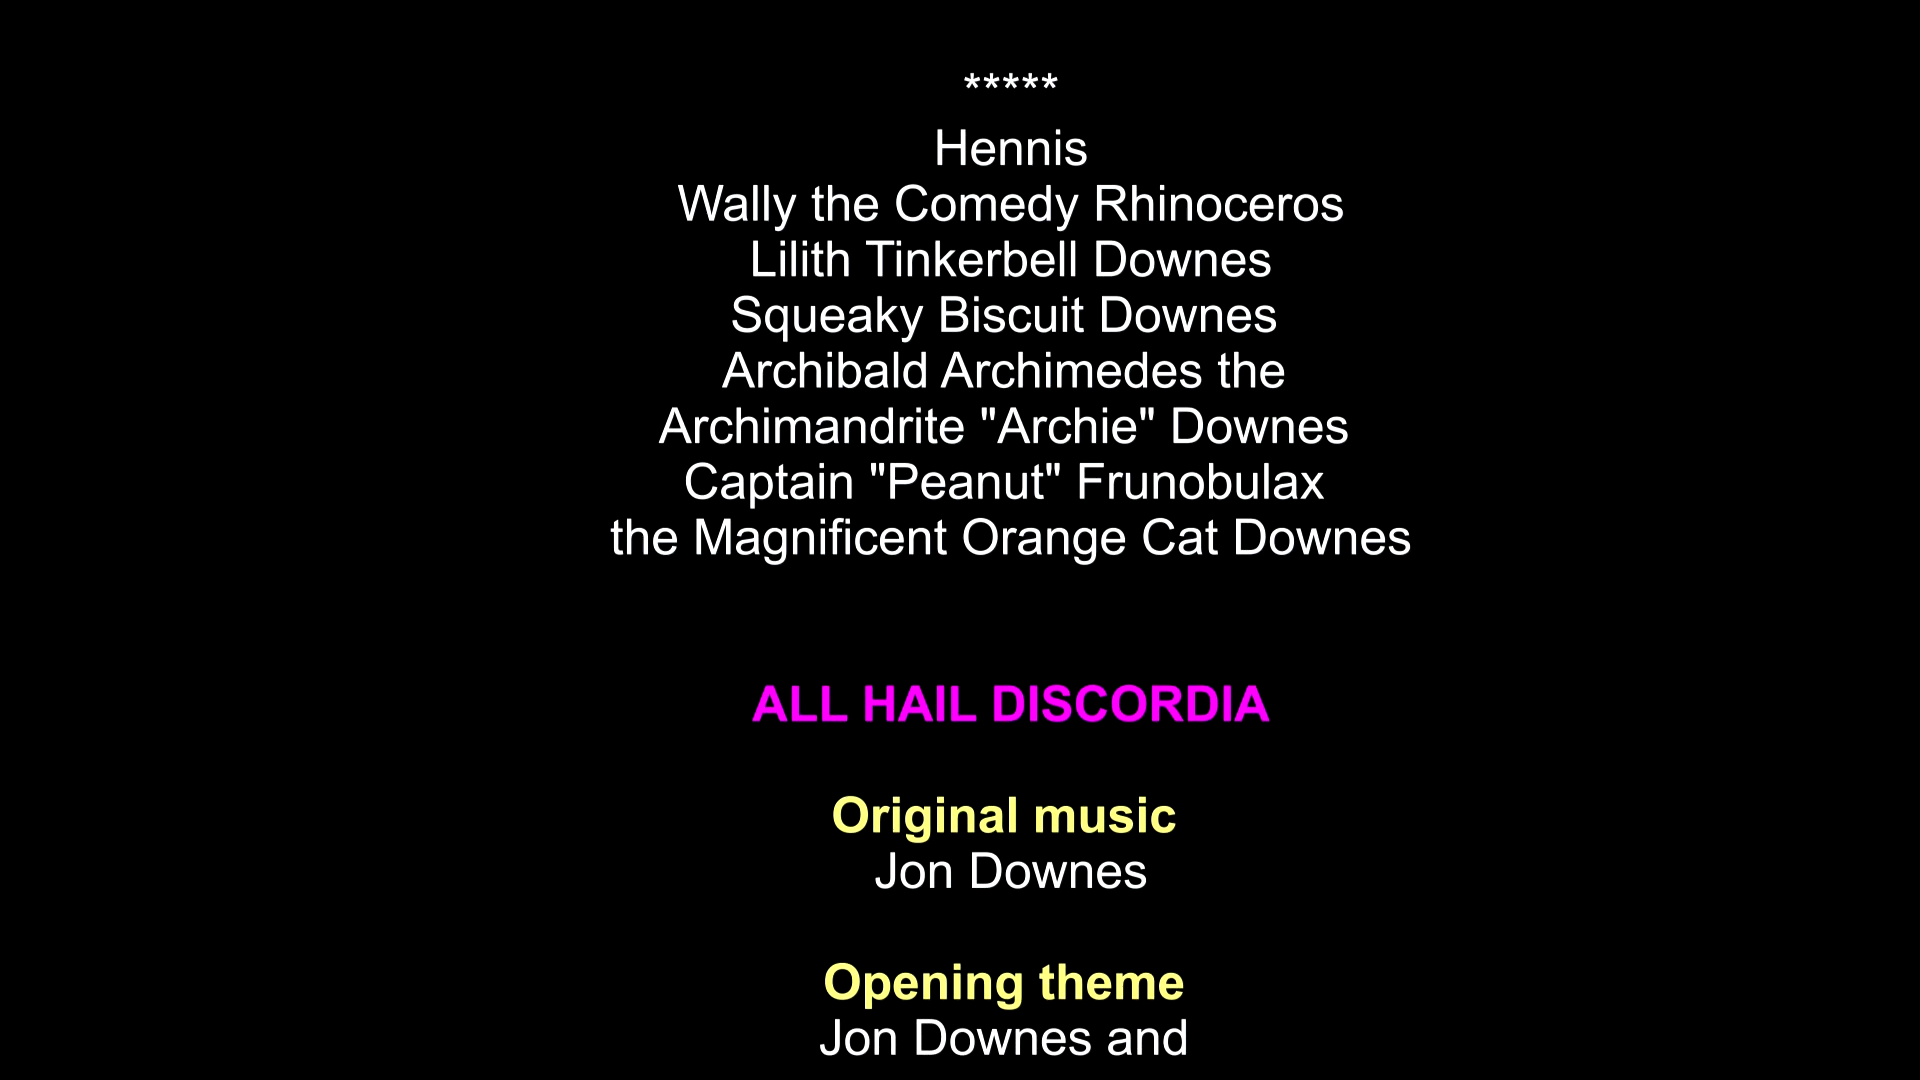 *****
Hennis
Wally the Comedy Rhinoceros
Lilith Tinkerbell Downes
Squeaky Biscuit Downes
Archibald Archimedes the
Archimandrite "Archie" Downes
Captain "Peanut" Frunobulax
the Magnificent Orange Cat Downes
ALL HAIL DISCORDIA
Original music
Jon Downes
Opening theme
Jon Downes and